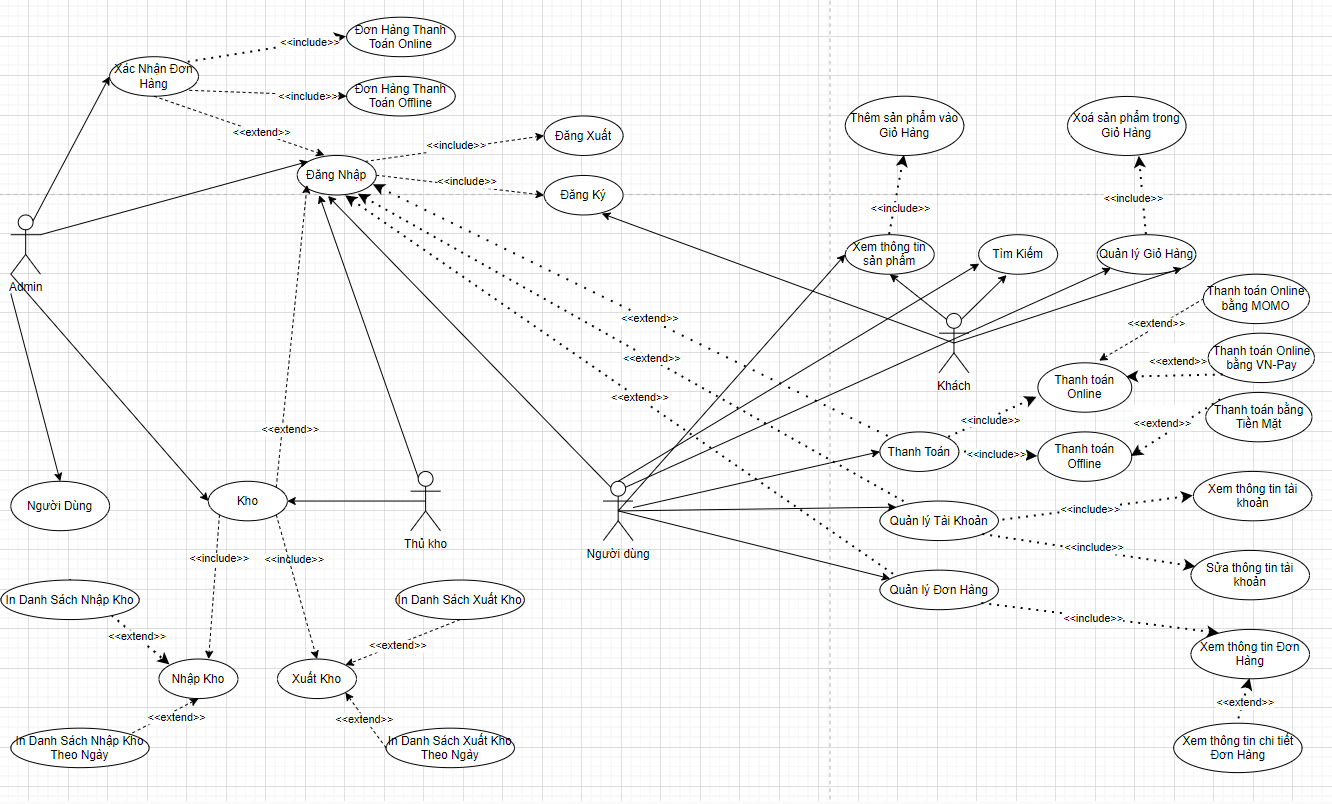 Đơn Hàng Thanh
Toán Online
<<include>>
Xác Nhận Đơn
Hàng
<<include>>
Đơn Hàng Thanh
Toán Offline
<<extend>>
<<include>>
Đăng Xuất
Đăng Nhập
<<include>>
Đăng Ký
Admin
Thêm sản phẩm vào
Giỏ Hàng
Xoá sản phẩm trong
Giỏ Hàng
<<include>>
<<include>>
Xem thông tin
sản phẩm
Tìm Kiếm
Quản lý Giỏ Hàng
Khách
Thanh toán Online
bằng MOMO
<<extend>>
<<extend>>
Thanh toán Online
bằng VN-Pay
<<extend>>
<<extend>>
<<extend>>
Thanh toán
Online
<<include>>
Thanh toán bằng
Tiền Mặt
<<extend>>
Thanh Toán
<<include>>
Thanh toán
Offline
<<extend>>
Người Dùng
Kho
Thủ kho
Người dùng
Quản lý Tài Khoản
<<include>>
Xem thông tin tài
khoản
<<include>>
Sửa thông tin tài
khoản
Quản lý Đơn Hàng
<<include>>
Xem thông tin Đơn
Hàng
<<extend>>
Xem thông tin chi tiết
Đơn Hàng
<<include>>
<<include>>
In Danh Sách Nhập Kho
In Danh Sách Xuất Kho
<<extend>>
<<extend>>
Nhập Kho
Xuất Kho
<<extend>>
<<extend>>
In Danh Sách Nhập Kho
Theo Ngày
In Danh Sách Xuất Kho
Theo Ngày